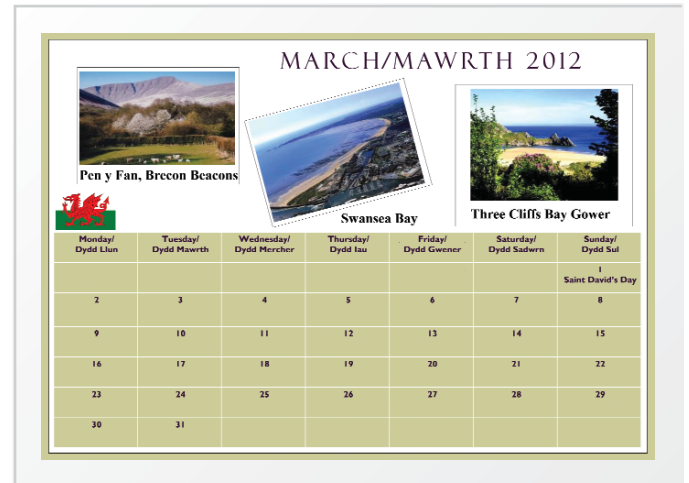 MARCH/MAWRTH 2012
Pen y Fan, Brecon Beacons
Swansea Bay
Three Cliffs Bay Gower
Monday/ Tuesday/ Wednesday/ Thursday/ Friday/ Saturday/ Sunday/
Dydd Llun Dydd Mawrth Dydd Mercher Dydd Iau Dydd Gwener Dydd Sadwrn Dydd Sul
1
Saint David's Day
2 3 4 5 6 7 8
9 10 11 12 13 14 15
16 17 18 19 20 21 22
23 24 25 26 27 28 29
30 31